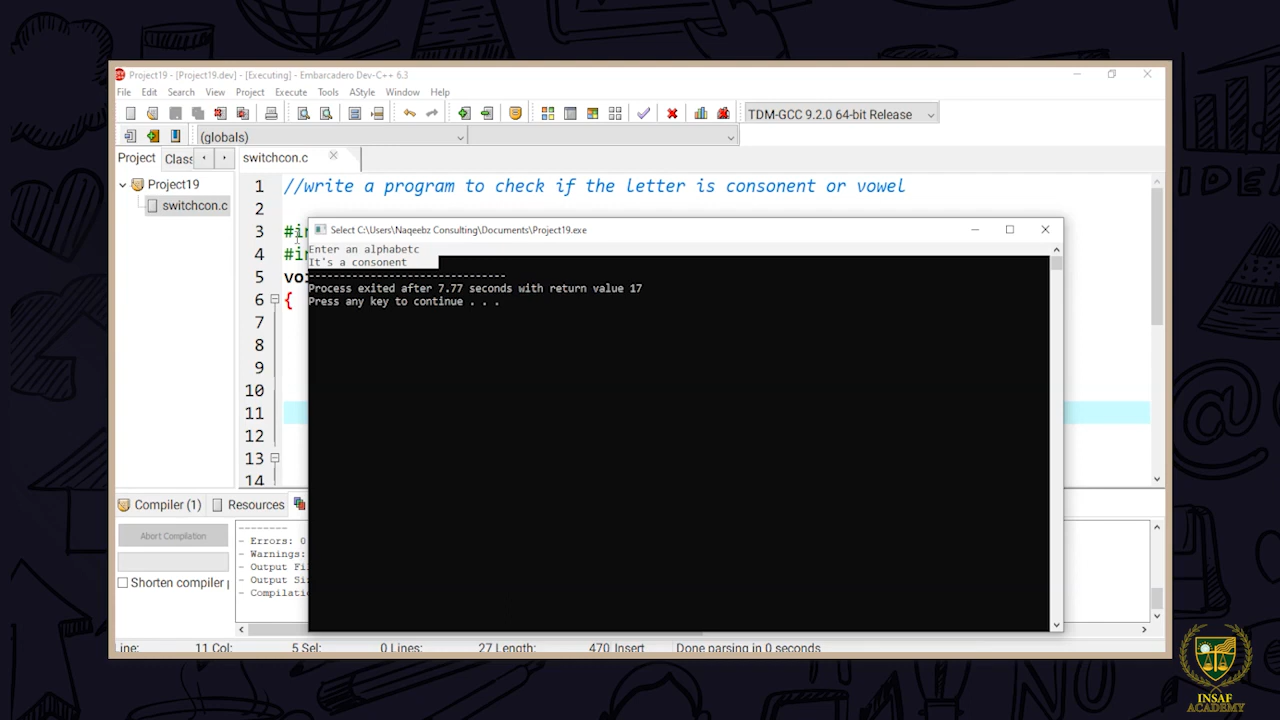 Project19 - [Project19.dev] - [Executing] - Embarcadero Dev-C++ 6.3
File Edit Search View Project Execute Tools AStyle Window Help
TDM-GCC 9.2.0 64-bit Release
(globals)
Project Class
switchcon.c
Project19
switchcon.c
1 //write a program to check if the letter is consonent or vowel
2
3 #in
4 #in
5 voi
6 {
7
8
9
10
11
12
13
14
Select C:\Users\Naqeebz Consulting\Documents\Project19.exe
Enter an alphabetc
It's a consonent
--------------------------------
Process exited after 7.77 seconds with return value 17
Press any key to continue . . .
Compiler (1) Resources
Abort Compilation
Shorten compiler p
--------
- Errors: 0
- Warnings:
- Output Fi
- Output Si
- Compilati
Line: 11 Col: 5 Sel: 0 Lines: 27 Length: 470 Insert Done parsing in 0 seconds
INSAF
ACADEMY
IDEA